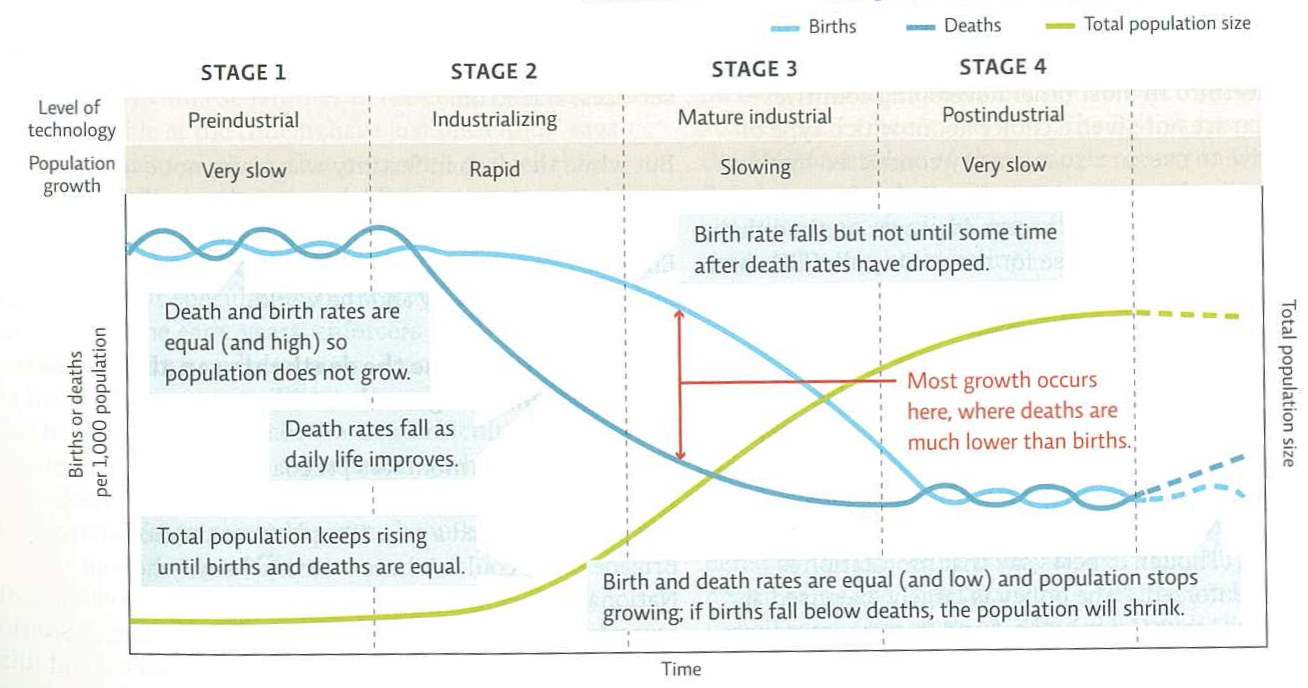 Births
Deaths
Total population size
STAGE 1
STAGE 2
STAGE 3
STAGE 4
Level of
technology
Preindustrial
Industrializing
Mature industrial
Postindustrial
Population
growth
Very slow
Rapid
Slowing
Very slow
Birth rate falls but not until some time
after death rates have dropped.
Death and birth rates are
equal (and high) so
population does not grow.
Most growth occurs
here, where deaths are
much lower than births.
Death rates fall as
daily life improves.
Total population keeps rising
until births and deaths are equal.
Birth and death rates are equal (and low) and population stops
growing; if births fall below deaths, the population will shrink.
Births or deaths
per 1,000 population
Total population size
Time